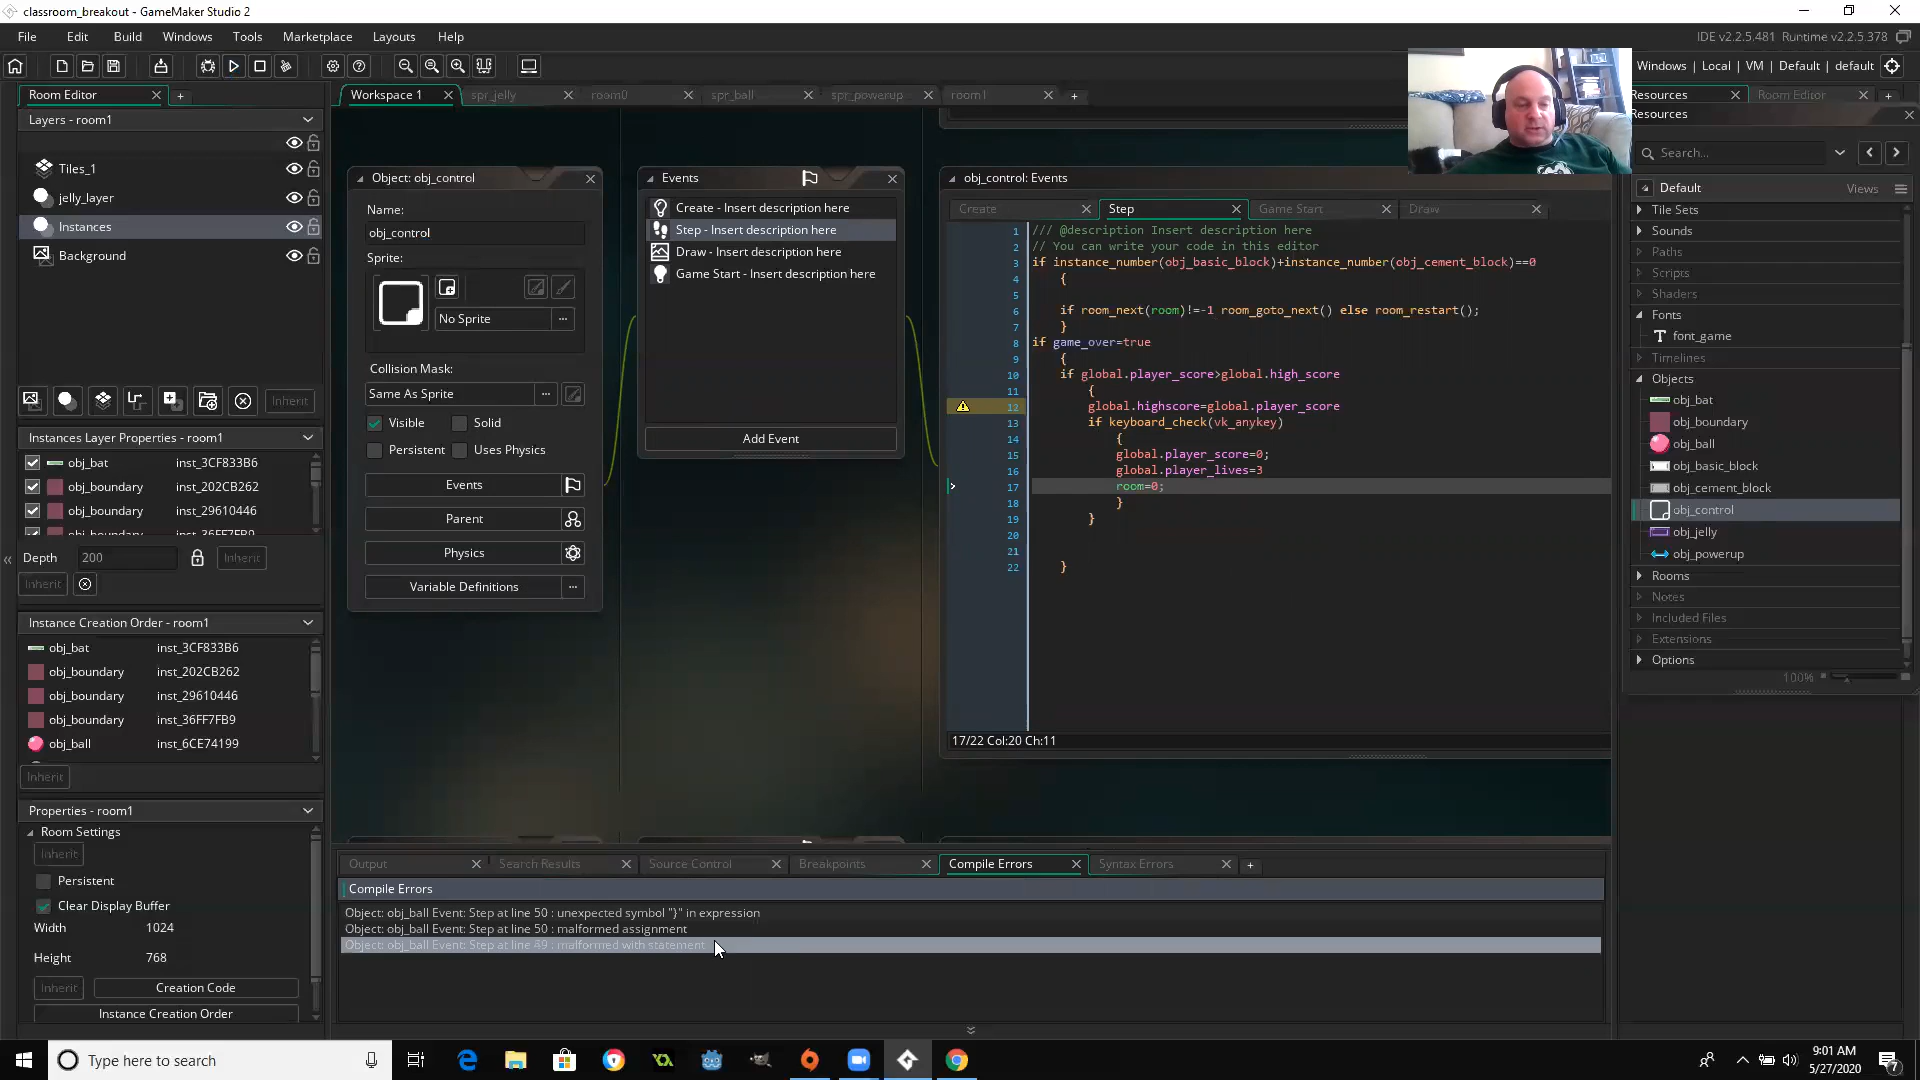 classroom_breakout - GameMaker Studio 2
File Edit Build Windows Tools Marketplace Layouts Help
IDE v2.2.5.481 Runtime v2.2.5.378
Windows | Local | VM | Default | default
Room Editor
Workspace 1 spr_jelly room0 spr_ball spr_powerup room1
Resources Room Editor
Resources
Layers - room1
Tiles_1
jelly_layer
Instances
Background
Inherit
Instances Layer Properties - room1
obj_bat inst_3CF833B6
obj_boundary inst_202CB262
obj_boundary inst_29610446
obj_boundary inst_36FF7FB9
Depth 200 Inherit
Inherit
Instance Creation Order - room1
obj_bat inst_3CF833B6
obj_boundary inst_202CB262
obj_boundary inst_29610446
obj_boundary inst_36FF7FB9
obj_ball inst_6CE74199
Inherit
Properties - room1
Room Settings
Inherit
Persistent
Clear Display Buffer
Width 1024
Height 768
Inherit Creation Code
Instance Creation Order
Object: obj_control
Name:
obj_control
Sprite:
No Sprite
Collision Mask:
Same As Sprite
Visible Solid
Persistent Uses Physics
Events
Parent
Physics
Variable Definitions
Events
Create - Insert description here
Step - Insert description here
Draw - Insert description here
Game Start - Insert description here
Add Event
obj_control: Events
Create Step Game Start Draw
1 /// @description Insert description here
2 // You can write your code in this editor
3 if instance_number(obj_basic_block)+instance_number(obj_cement_block)==0
4 {
5
6 if room_next(room)!=-1 room_goto_next() else room_restart();
7 }
8 if game_over=true
9 {
10 if global.player_score>global.high_score
11 {
12 global.highscore=global.player_score
13 if keyboard_check(vk_anykey)
14 {
15 global.player_score=0;
16 global.player_lives=3
17 room=0;
18 }
19 }
20
21
22 }
17/22 Col:20 Ch:11
Output Search Results Source Control Breakpoints Compile Errors Syntax Errors
Compile Errors
Object: obj_ball Event: Step at line 50 : unexpected symbol "}" in expression
Object: obj_ball Event: Step at line 50 : malformed assignment
Object: obj_ball Event: Step at line 49 : malformed with statement
Search...
Default Views
Tile Sets
Sounds
Paths
Scripts
Shaders
Fonts
font_game
Timelines
Objects
obj_bat
obj_boundary
obj_ball
obj_basic_block
obj_cement_block
obj_control
obj_jelly
obj_powerup
Rooms
Notes
Included Files
Extensions
Options
100%
Type here to search
9:01 AM
5/27/2020
7